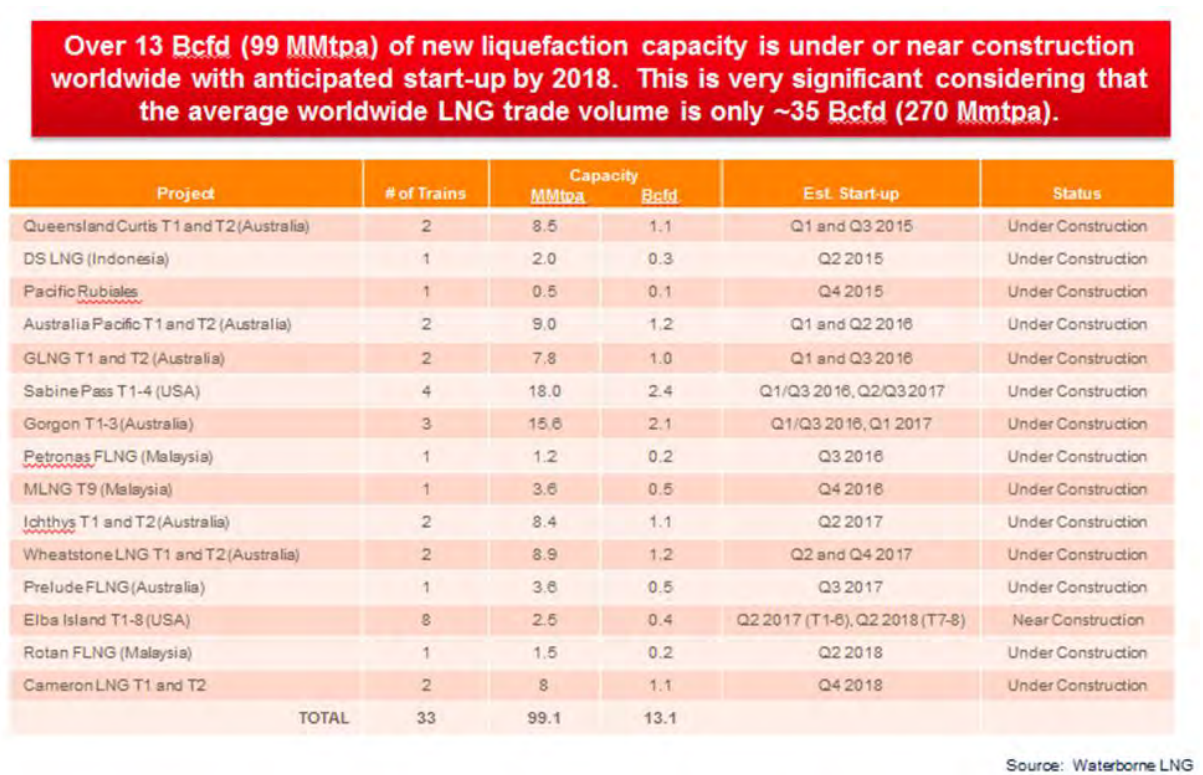 Over 13 Bcfd (99 MMtpa) of new liquefaction capacity is under or near construction
worldwide with anticipated start-up by 2018. This is very significant considering that
the average worldwide LNG trade volume is only ~35 Bcfd (270 Mmtpa).
Project # of Trains Capacity MMtpa Bcfd Est. Start-up Status
Queensland Curtis T1 and T2 (Australia) 2 8.5 1.1 Q1 and Q3 2015 Under Construction
DS LNG (Indonesia) 1 2.0 0.3 Q2 2015 Under Construction
Pacific Rubiales 1 0.5 0.1 Q4 2015 Under Construction
Australia Pacific T1 and T2 (Australia) 2 9.0 1.2 Q1 and Q2 2016 Under Construction
GLNG T1 and T2 (Australia) 2 7.8 1.0 Q1 and Q3 2016 Under Construction
Sabine Pass T1-4 (USA) 4 18.0 2.4 Q1/Q3 2016, Q2/Q3 2017 Under Construction
Gorgon T1-3 (Australia) 3 15.6 2.1 Q1/Q3 2016, Q1 2017 Under Construction
Petronas FLNG (Malaysia) 1 1.2 0.2 Q3 2016 Under Construction
MLNG T9 (Malaysia) 1 3.6 0.5 Q4 2016 Under Construction
Ichthys T1 and T2 (Australia) 2 8.4 1.1 Q2 2017 Under Construction
Wheatstone LNG T1 and T2 (Australia) 2 8.9 1.2 Q2 and Q4 2017 Under Construction
Prelude FLNG (Australia) 1 3.6 0.5 Q3 2017 Under Construction
Elba Island T1-8 (USA) 8 2.5 0.4 Q2 2017 (T1-6), Q2 2018 (T7-8) Near Construction
Rotan FLNG (Malaysia) 1 1.5 0.2 Q2 2018 Under Construction
Cameron LNG T1 and T2 2 8 1.1 Q4 2018 Under Construction
TOTAL 33 99.1 13.1
Source: Waterborne LNG